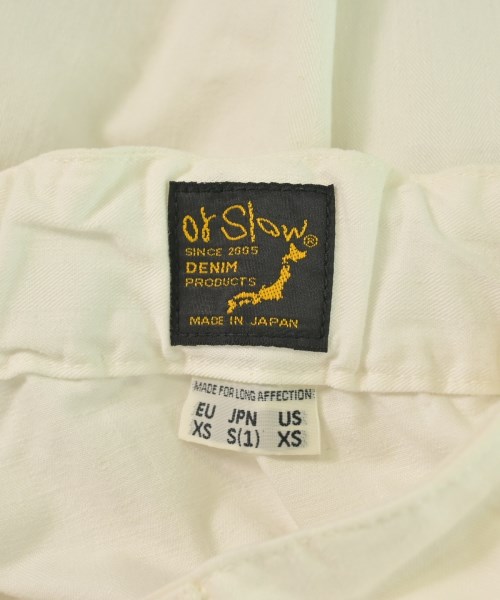 orSlow®
SINCE 2005
DENIM
PRODUCTS
MADE IN JAPAN
MADE FOR LONG AFFECTION
EU JPN US
XS S(1) XS